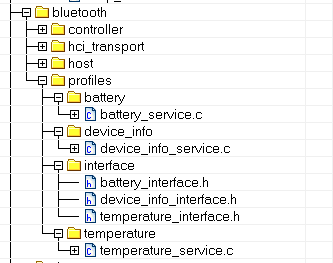 bluetooth
controller
hci_transport
host
profiles
battery
battery_service.c
device_info
device_info_service.c
interface
battery_interface.h
device_info_interface.h
temperature_interface.h
temperature
temperature_service.c